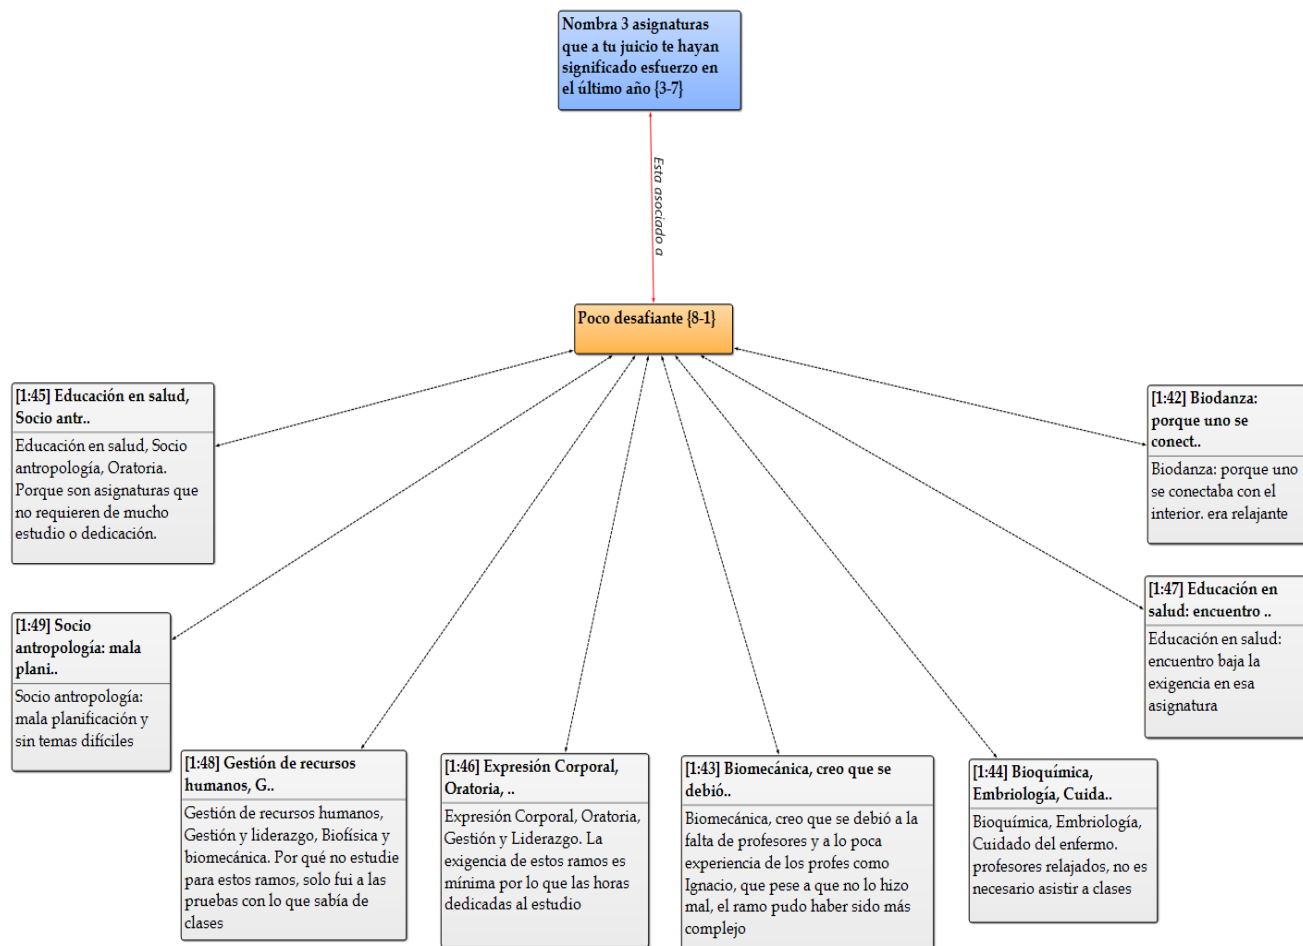 Nombra 3 asignaturas
que a tu juicio te hayan
significado esfuerzo en
el último año {3-7}
Esta asociado a
Poco desafiante {8-1}
[1:45] Educación en salud,
Socio antr..
Educación en salud, Socio
antropología, Oratoria.
Porque son asignaturas que
no requieren de mucho
estudio o dedicación.
[1:42] Biodanza:
porque uno se
conect..
Biodanza: porque uno
se conectaba con el
interior. era relajante
[1:49] Socio
antropología: mala
plani..
Socio antropología:
mala planificación y
sin temas difíciles
[1:47] Educación en
salud: encuentro ..
Educación en salud:
encuentro baja la
exigencia en esa
asignatura
[1:48] Gestión de recursos
humanos, G..
Gestión de recursos humanos,
Gestión y liderazgo, Biofísica y
biomecánica. Por qué no estudie
para estos ramos, solo fui a las
pruebas con lo que sabía de
clases
[1:46] Expresión Corporal,
Oratoria, ..
Expresión Corporal, Oratoria,
Gestión y Liderazgo. La
exigencia de estos ramos es
mínima por lo que las horas
dedicadas al estudio
[1:43] Biomecánica, creo que se
debió..
Biomecánica, creo que se debió a la
falta de profesores y a lo poca
experiencia de los profes como
Ignacio, que pese a que no lo hizo
mal, el ramo pudo haber sido más
complejo
[1:44] Bioquímica,
Embriología, Cuida..
Bioquímica, Embriología,
Cuidado del enfermo.
profesores relajados, no es
necesario asistir a clases